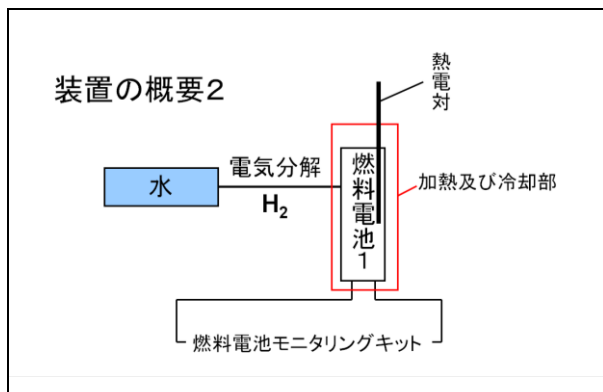 装置の概要２
熱電対
電気分解
水
H₂
燃料電池１
加熱及び冷却部
燃料電池モニタリングキット